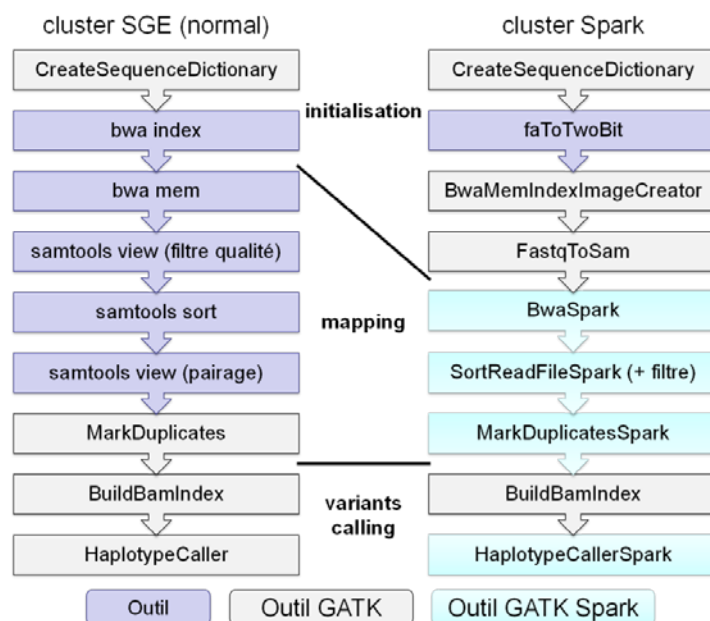 cluster SGE (normal)
CreateSequenceDictionary
bwa index
bwa mem
samtools view (filtre qualité)
samtools sort
samtools view (pairage)
MarkDuplicates
BuildBamIndex
HaplotypeCaller
initialisation
mapping
variants
calling
cluster Spark
CreateSequenceDictionary
faToTwoBit
BwaMemIndexImageCreator
FastqToSam
BwaSpark
SortReadFileSpark (+ filtre)
MarkDuplicatesSpark
BuildBamIndex
HaplotypeCallerSpark
Outil
Outil GATK
Outil GATK Spark